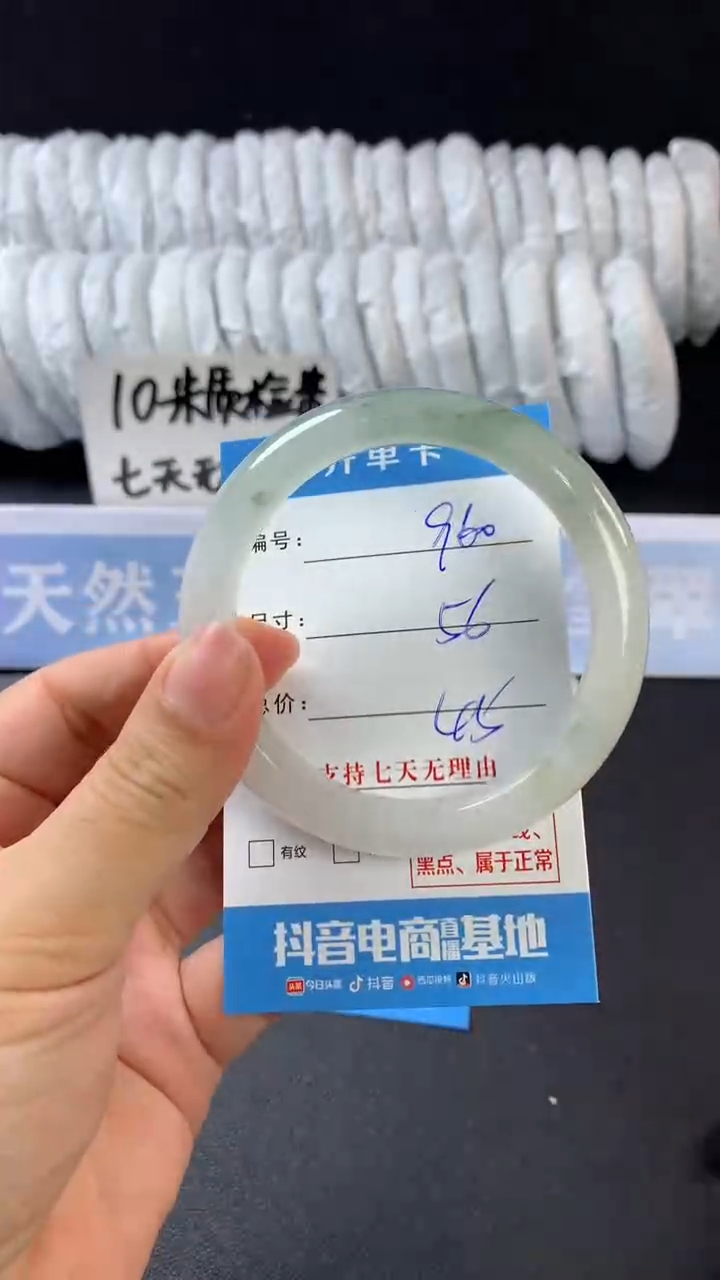 10米质检
七天无
开单卡
编号：960
天然
尺寸：56
总价：
支持七天无理由
有纹
黑点、属于正常
抖音电商直播基地
今日头条 抖音 西瓜视频 抖音火山版